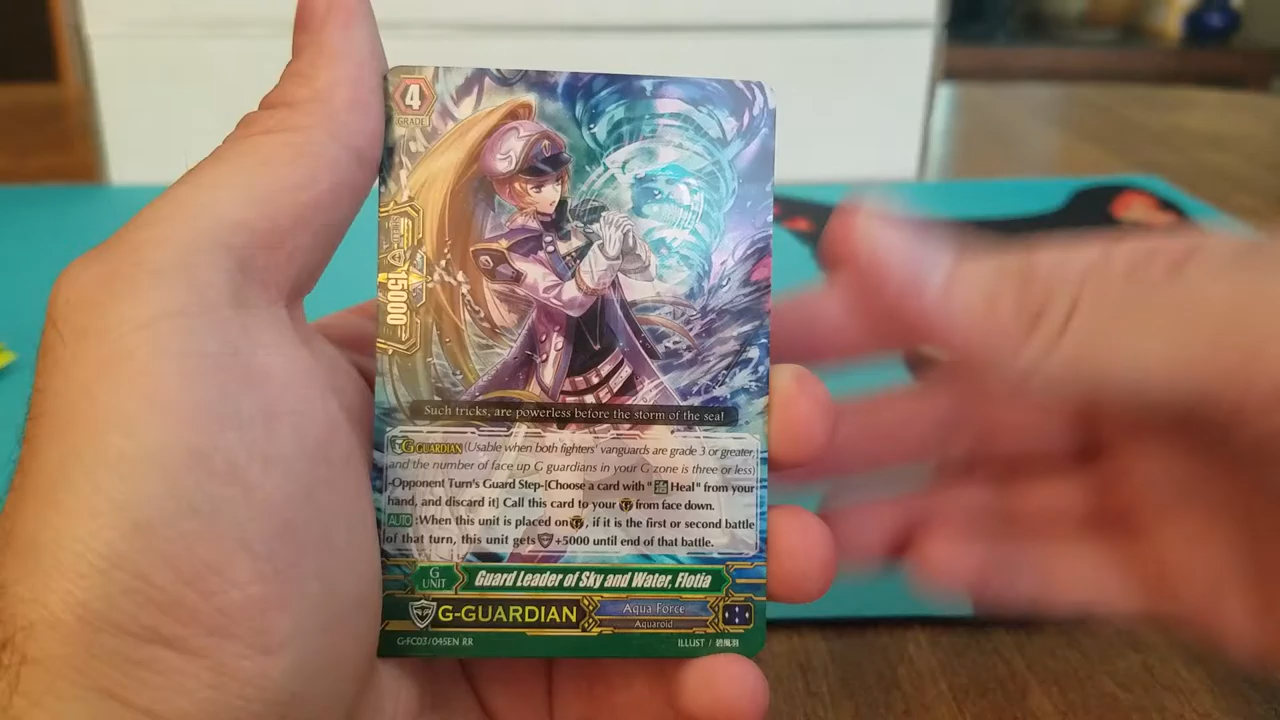 4
GRADE
15000
Such tricks, are powerless before the storm of the sea!
G GUARDIAN (Usable when both fighters' vanguards are grade 3 or greater,
and the number of face up G guardians in your G zone is three or less)
-Opponent Turn's Guard Step-[Choose a card with "治 Heal" from your
hand, and discard it] Call this card to your G from face down.
AUTO :When this unit is placed on G, if it is the first or second battle
of that turn, this unit gets +5000 until end of that battle.
G UNIT
Guard Leader of Sky and Water, Flotia
G-GUARDIAN
Aqua Force
Aquaroid
G-FC03/045EN RR
ILLUST / 碧風羽